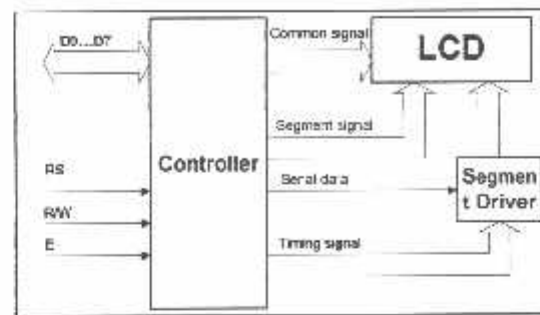 D0...D7
Common signal
LCD
Segment signal
Controller
RS
Serial data
Segmen
t Driver
R/W
E
Timing signal